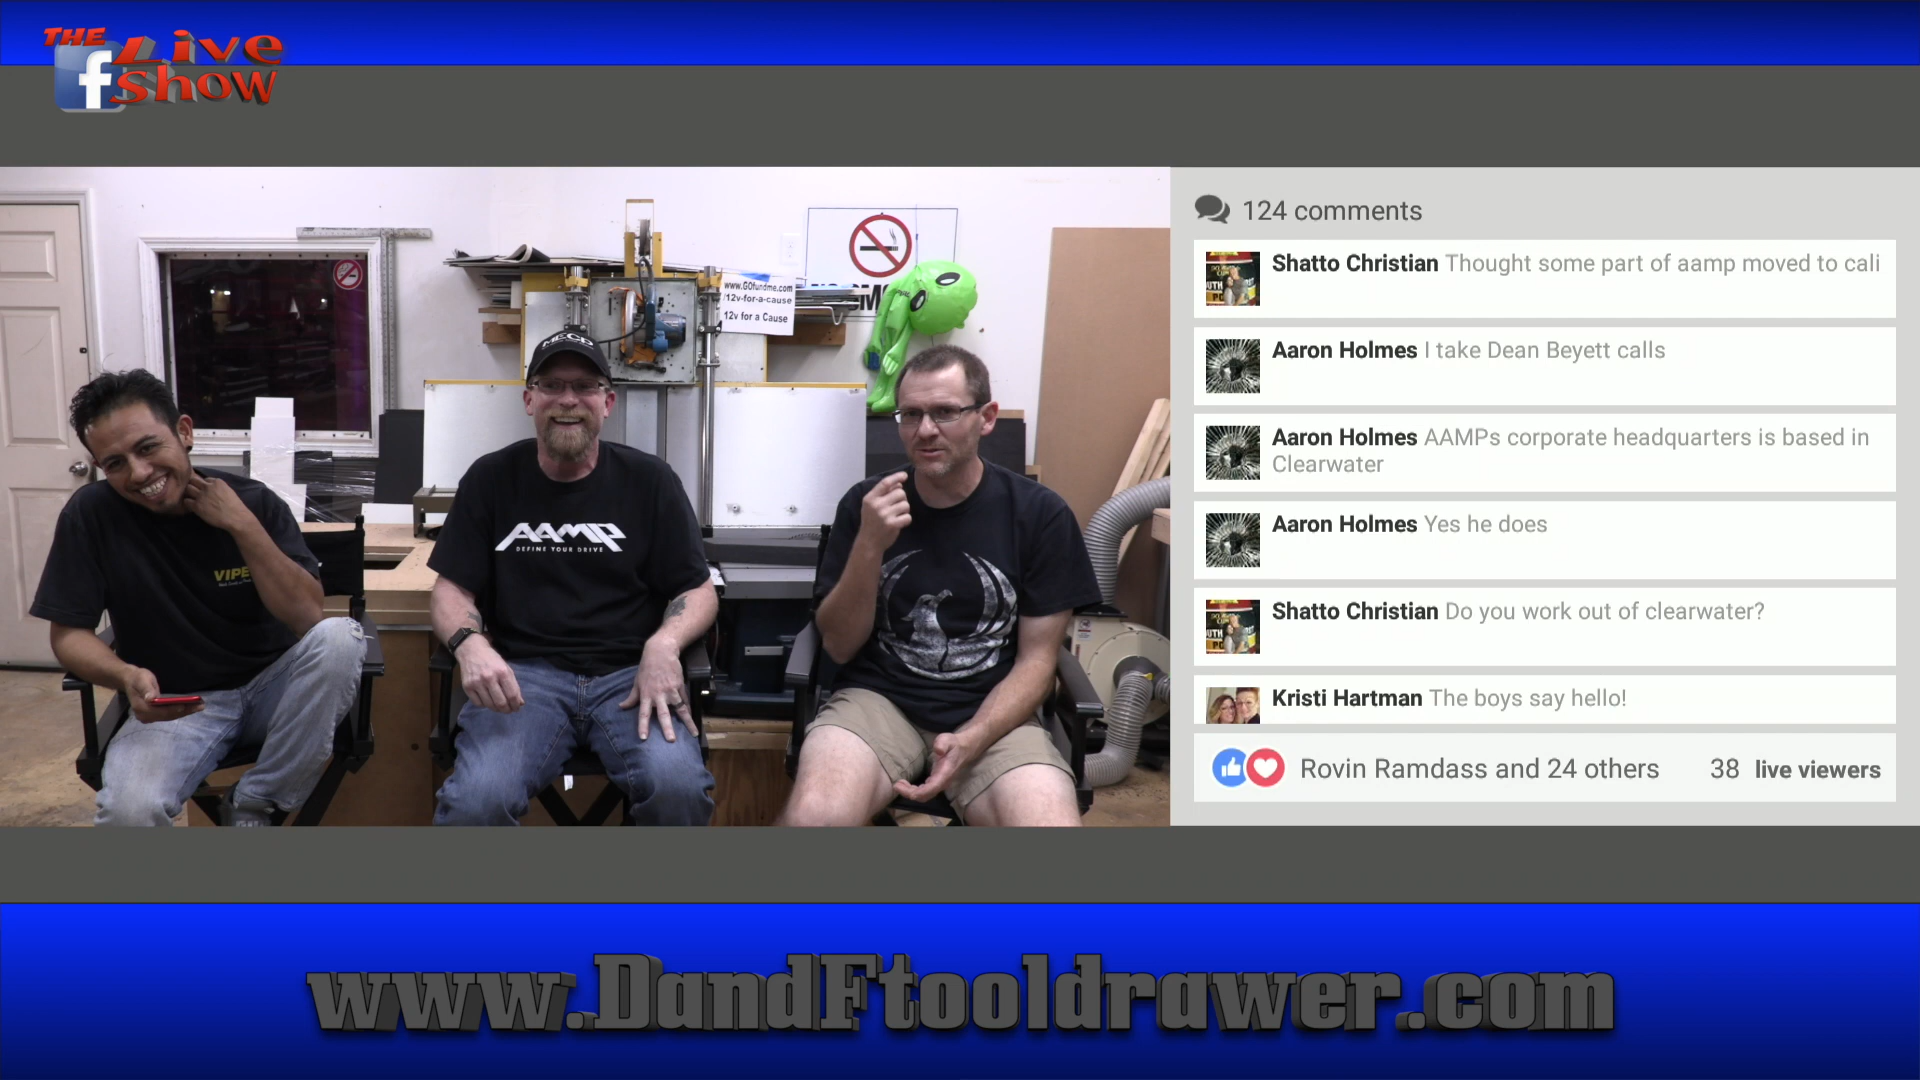 THE
Live
f Show
www.GOfundme.com
/12v-for-a-cause
12v for a Cause
MECP
VIPE
AAMP
DEFINE YOUR DRIVE
124 comments
Shatto Christian Thought some part of aamp moved to cali
Aaron Holmes I take Dean Beyett calls
Aaron Holmes AAMPs corporate headquarters is based in
Clearwater
Aaron Holmes Yes he does
Shatto Christian Do you work out of clearwater?
Kristi Hartman The boys say hello!
Rovin Ramdass and 24 others 38 live viewers
www.DandFtooldrawer.com